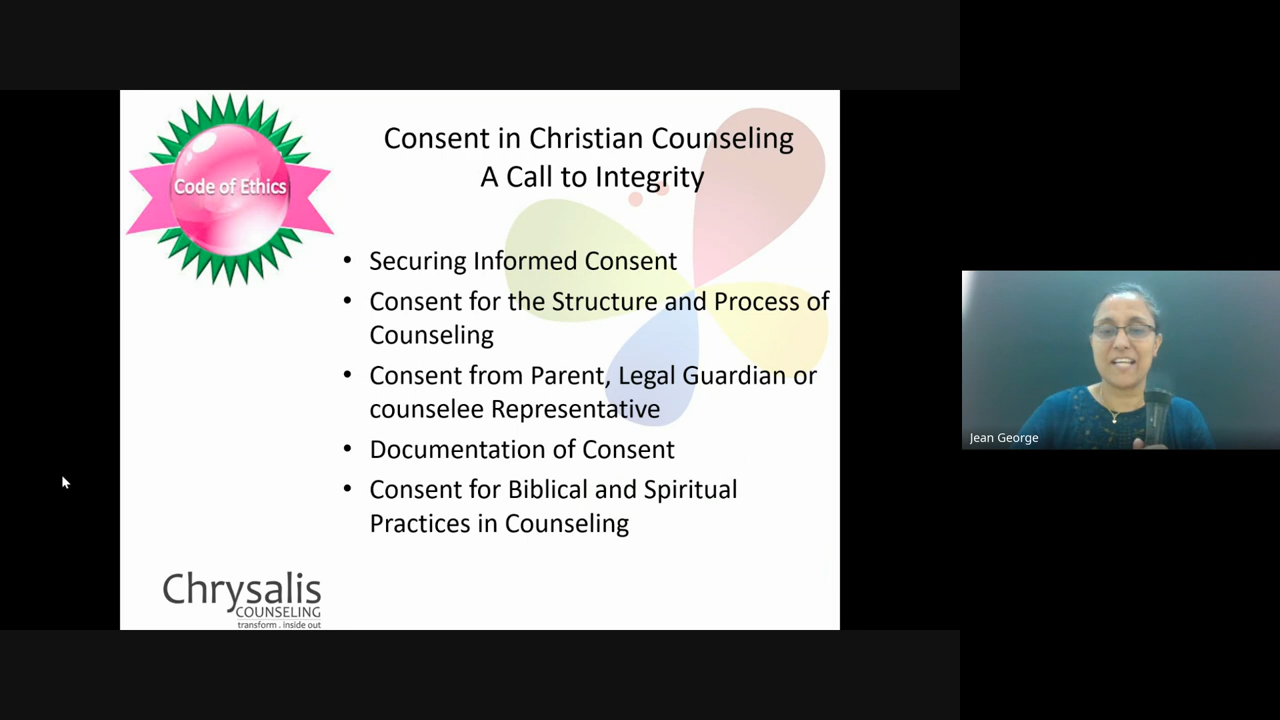 Code of Ethics
Consent in Christian Counseling
A Call to Integrity
• Securing Informed Consent
• Consent for the Structure and Process of
Counseling
• Consent from Parent, Legal Guardian or
counselee Representative
• Documentation of Consent
• Consent for Biblical and Spiritual
Practices in Counseling
Chrysalis
COUNSELING
transform . inside out
Jean George